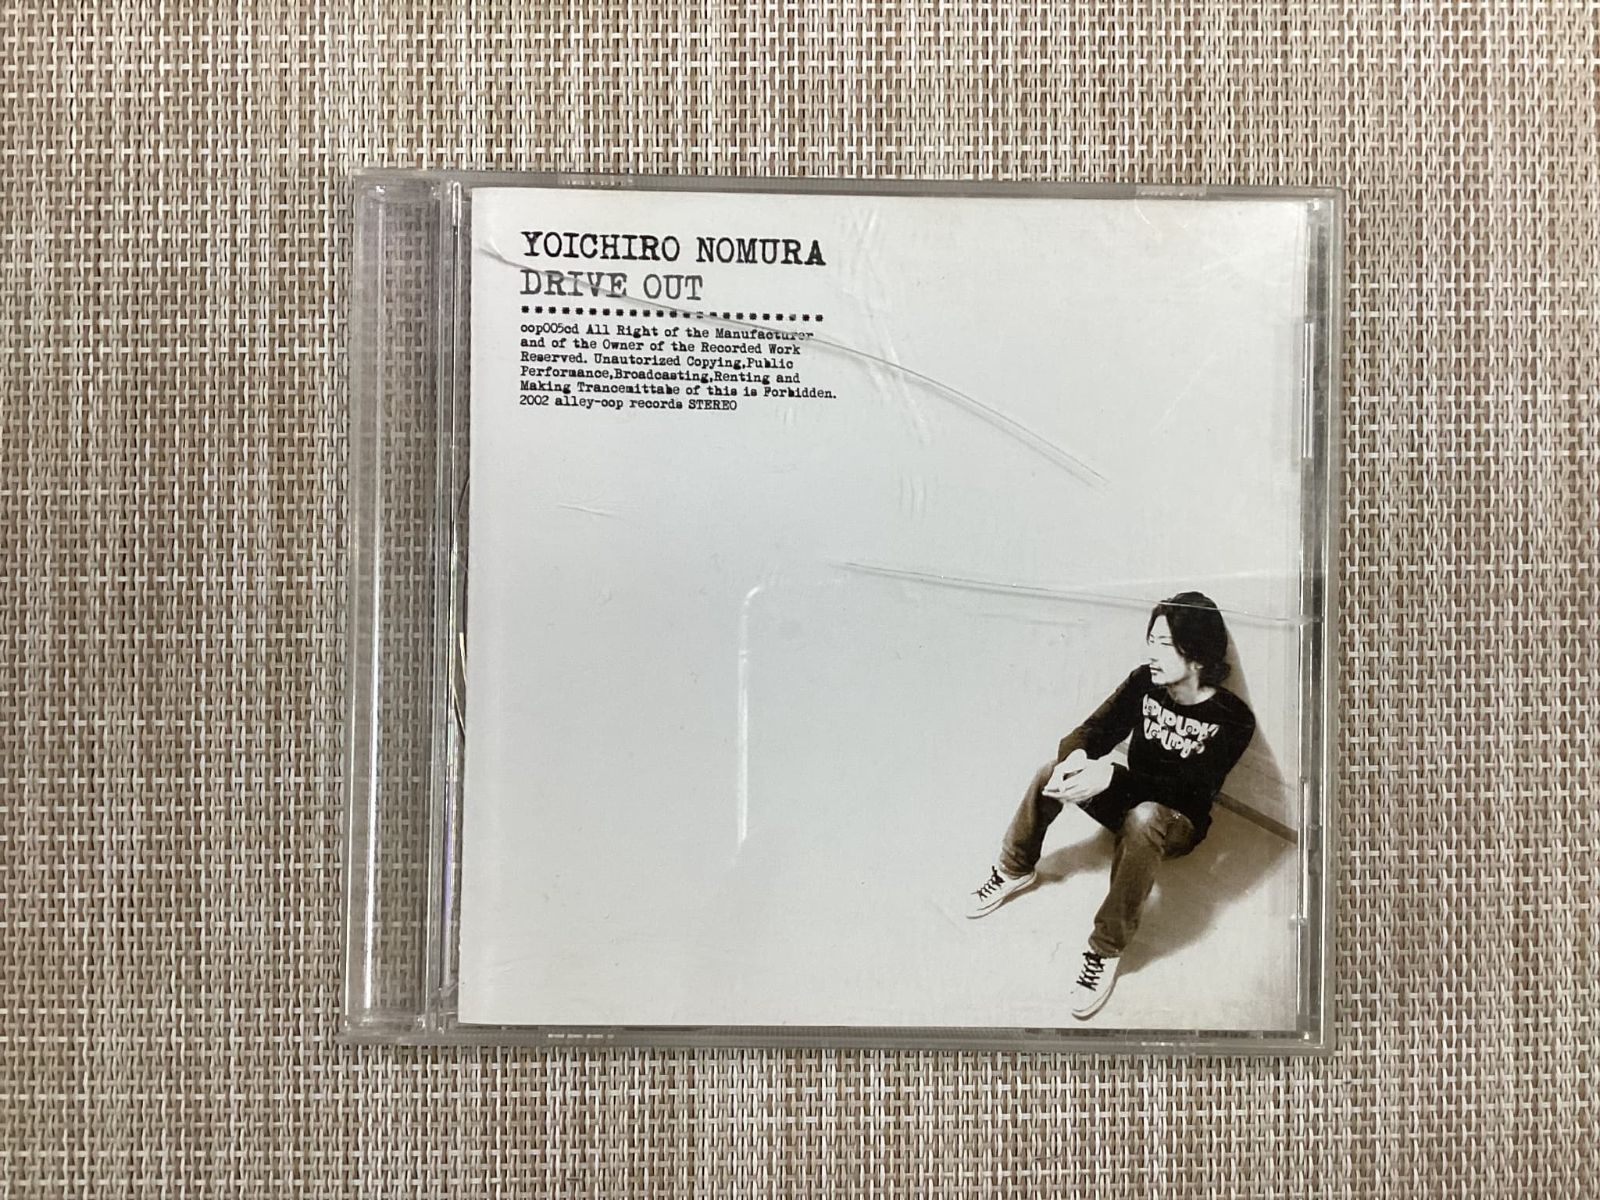 YOICHIRO NOMURA
DRIVE OUT
oop005cd All Right of the Manufacturer
and of the Owner of the Recorded Work
Reserved. Unautorized Copying,Public
Performance,Broadcasting,Renting and
Making Trancemittabe of this is Forbidden.
2002 alley-oop records STEREO